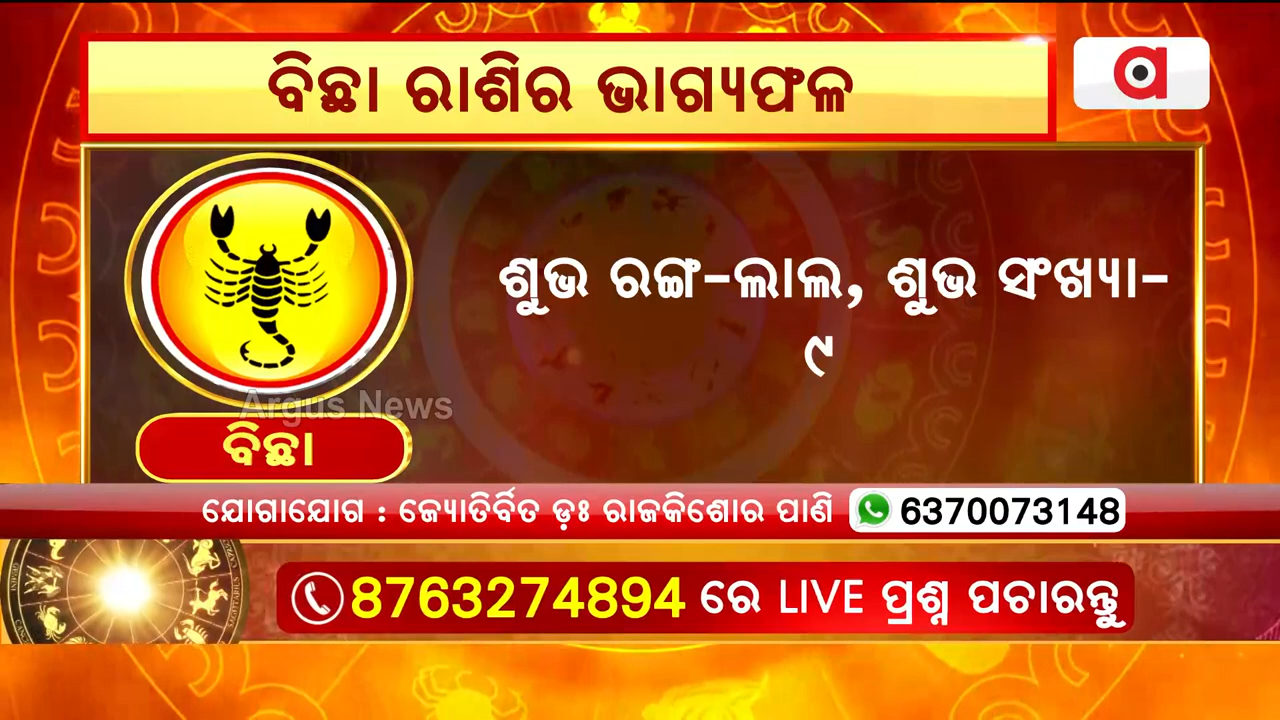 ବିଛା ରାଶିର ଭାଗ୍ୟଫଳ
a
ଶୁଭ ରଙ୍ଗ-ଲାଲ, ଶୁଭ ସଂଖ୍ୟା-
୯
Argus News
ବିଛା
ଯୋଗାଯୋଗ : ଜ୍ୟୋତିର୍ବିତ ଡ଼ଃ ରାଜକିଶୋର ପାଣି 6370073148
8763274894 ରେ LIVE ପ୍ରଶ୍ନ ପଚାରନ୍ତୁ